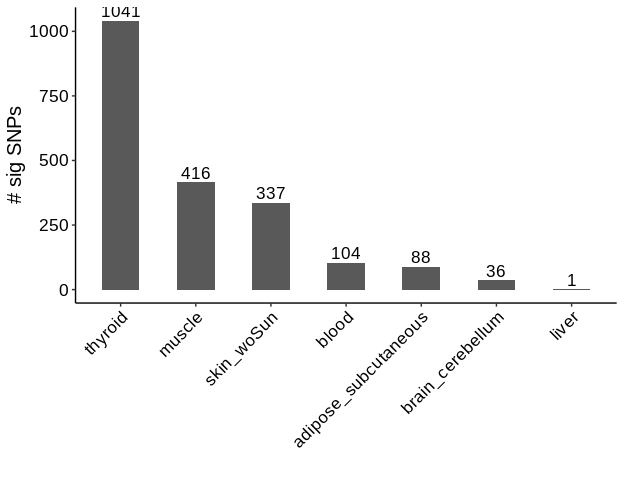 1041
1000
750
500
250
0
# sig SNPs
416
337
104
88
36
1
thyroid
muscle
skin_woSun
blood
adipose_subcutaneous
brain_cerebellum
liver